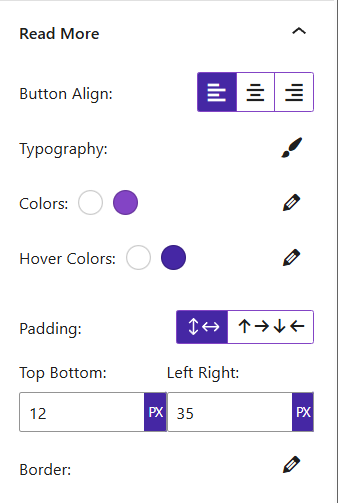 Read More
Button Align:
Typography:
Colors:
Hover Colors:
Padding:
Top Bottom: Left Right:
12 PX 35 PX
Border: